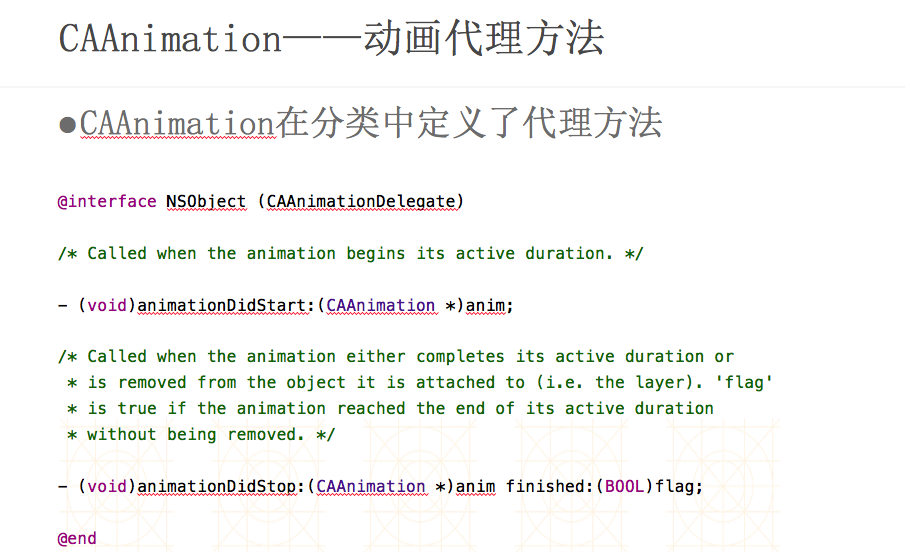 CAAnimation——动画代理方法
●CAAnimation在分类中定义了代理方法
@interface NSObject (CAAnimationDelegate)
/* Called when the animation begins its active duration. */
- (void)animationDidStart:(CAAnimation *)anim;
/* Called when the animation either completes its active duration or
* is removed from the object it is attached to (i.e. the layer). 'flag'
* is true if the animation reached the end of its active duration
* without being removed. */
- (void)animationDidStop:(CAAnimation *)anim finished:(BOOL)flag;
@end